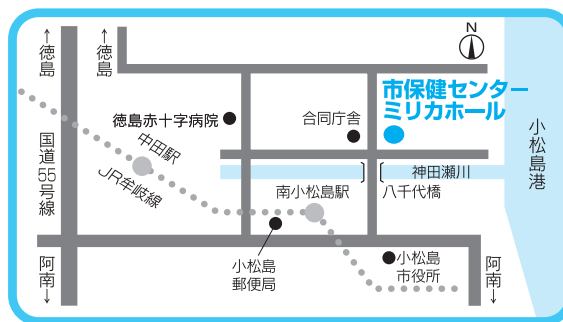 ←徳島
←徳島
N
市保健センター
ミリカホール
徳島赤十字病院
合同庁舎
小松島港
中田駅
国道55号線
JR牟岐線
神田瀬川
南小松島駅
八千代橋
小松島
郵便局
小松島
市役所
阿南→
阿南→